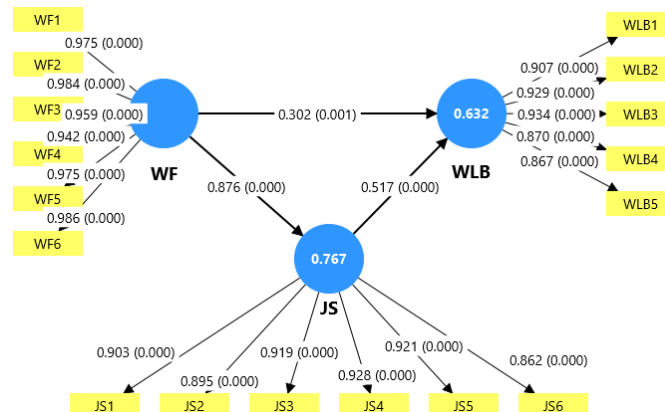 WF1
0.975 (0.000)
WF2
0.984 (0.000)
WF3
0.959 (0.000)
0.942 (0.000)
WF4
0.975 (0.000)
WF5
0.986 (0.000)
WF6
WF
0.302 (0.001)
0.876 (0.000)
0.517 (0.000)
0.632
WLB
WLB1
0.907 (0.000)
WLB2
0.929 (0.000)
0.934 (0.000)
WLB3
0.870 (0.000)
WLB4
0.867 (0.000)
WLB5
0.767
JS
0.903 (0.000)
0.895 (0.000)
0.919 (0.000)
0.928 (0.000)
0.921 (0.000)
0.862 (0.000)
JS1
JS2
JS3
JS4
JS5
JS6